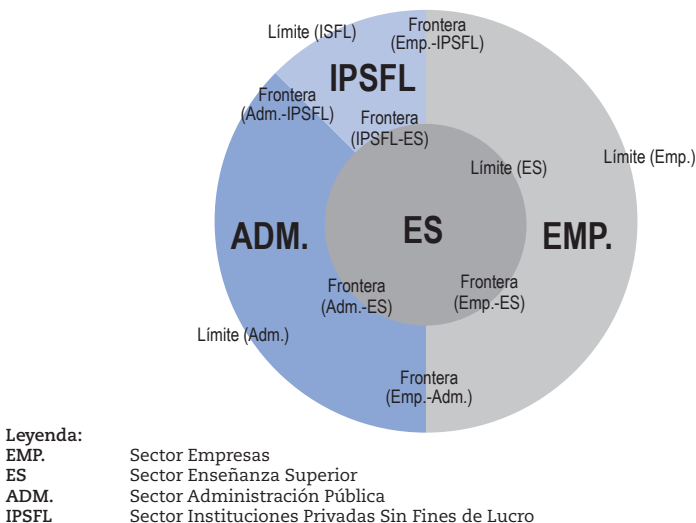 Límite (ISFL)
Frontera
(Emp.-IPSFL)
IPSFL
Frontera
(Adm.-IPSFL)
Frontera
(IPSFL-ES)
Límite (Emp.)
Límite (ES)
ADM.
ES
EMP.
Frontera
(Adm.-ES)
Frontera
(Emp.-ES)
Límite (Adm.)
Frontera
(Emp.-Adm.)
Leyenda:
EMP. Sector Empresas
ES Sector Enseñanza Superior
ADM. Sector Administración Pública
IPSFL Sector Instituciones Privadas Sin Fines de Lucro